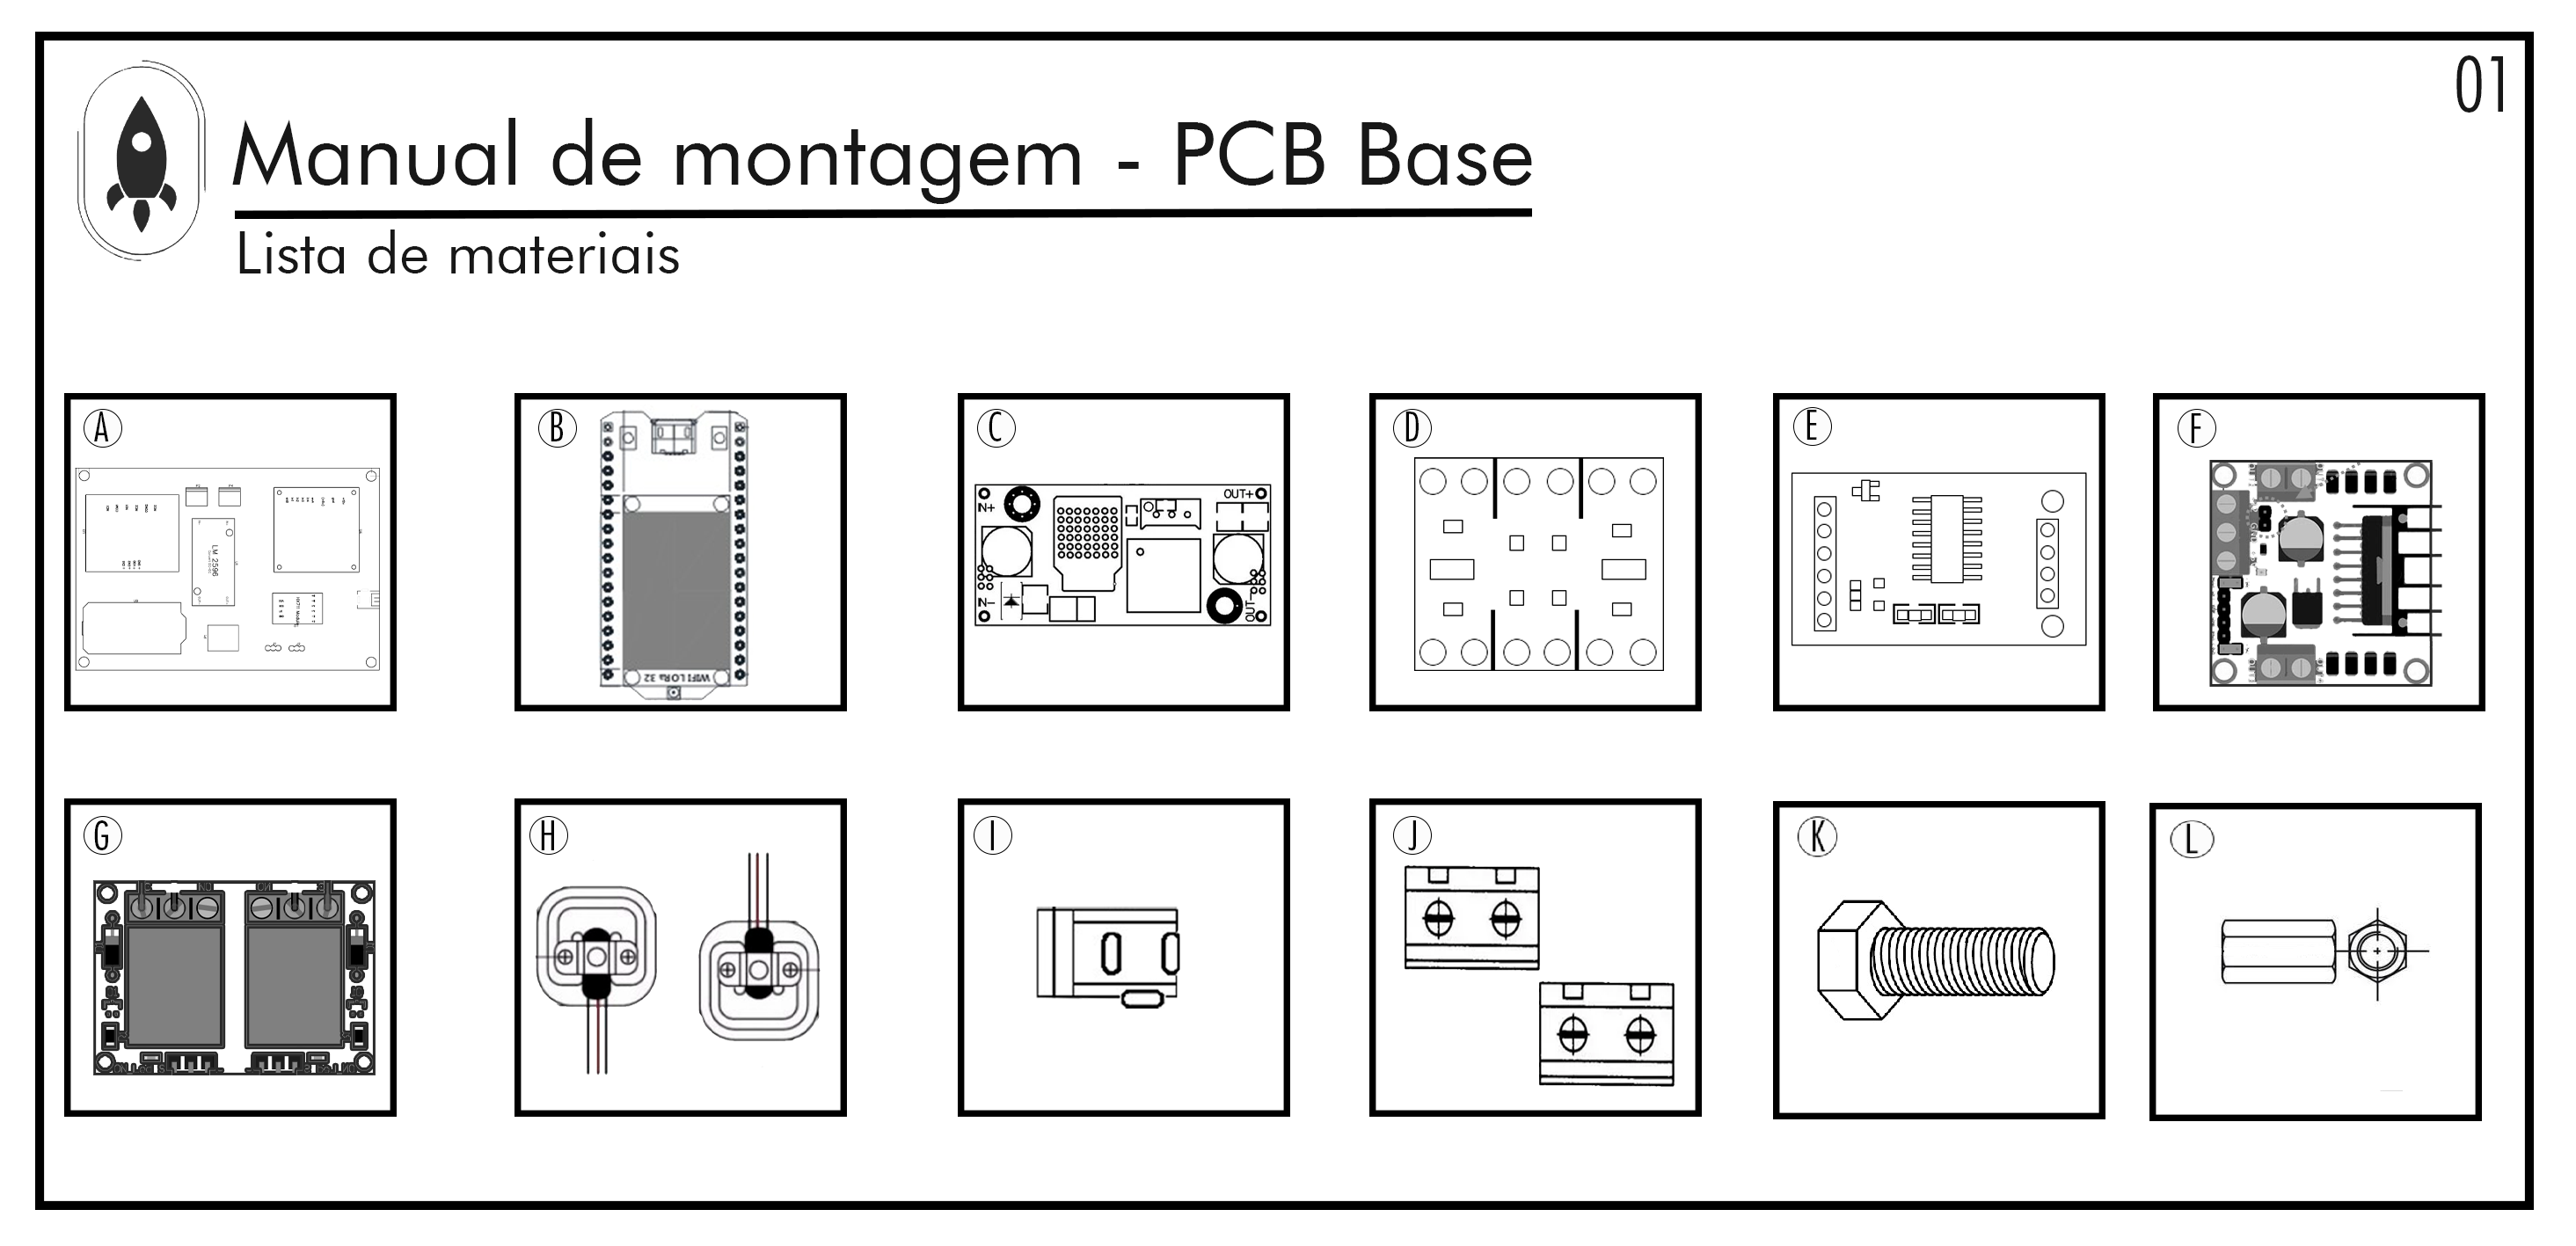 01
Manual de montagem - PCB Base
Lista de materiais
A
LM 2596
B
WIFI LoRa 32
C
IN+
OUT+
IN-
OUT-
D
E
F
G
H
I
J
K
L